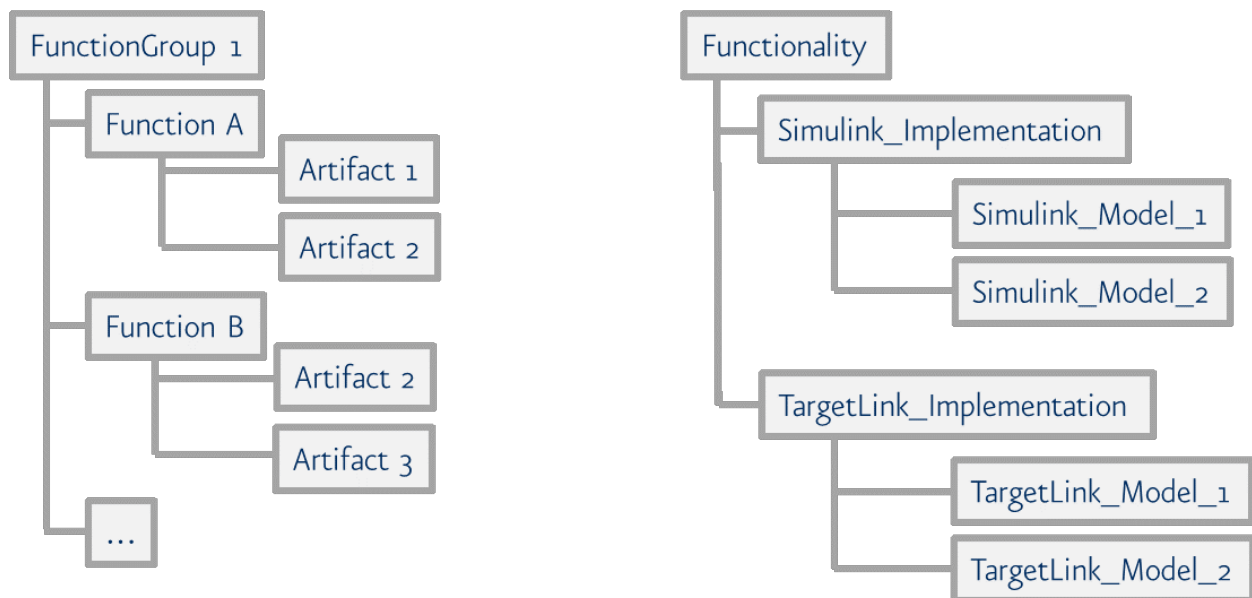 FunctionGroup 1
Function A
Artifact 1
Artifact 2
Function B
Artifact 2
Artifact 3
...
Functionality
Simulink_Implementation
Simulink_Model_1
Simulink_Model_2
TargetLink_Implementation
TargetLink_Model_1
TargetLink_Model_2